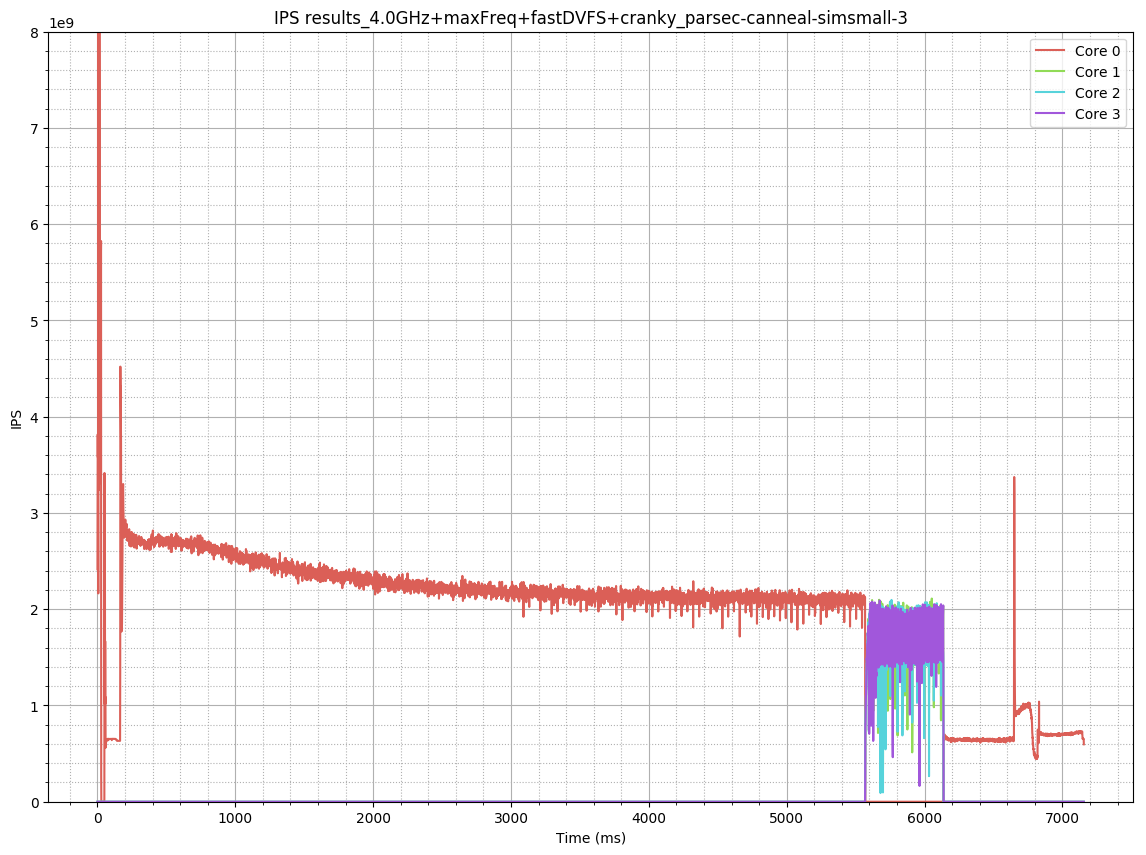 IPS results_4.0GHz+maxFreq+fastDVFS+cranky_parsec-canneal-simsmall-3
1e9
8
7
6
5
4
3
2
1
0
IPS
Core 0
Core 1
Core 2
Core 3
0 1000 2000 3000 4000 5000 6000 7000
Time (ms)